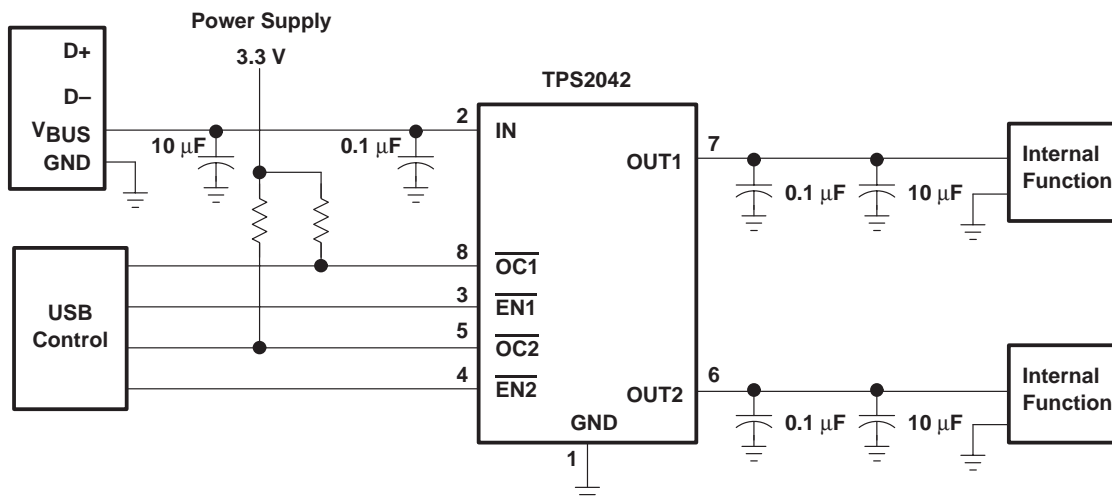 Power Supply
3.3 V
D+
D–
VBUS
GND
10 μF
0.1 μF
TPS2042
2
IN
7
OUT1
0.1 μF
10 μF
Internal
Function
USB
Control
8
OC1
3
EN1
5
OC2
4
EN2
6
OUT2
0.1 μF
10 μF
Internal
Function
GND
1